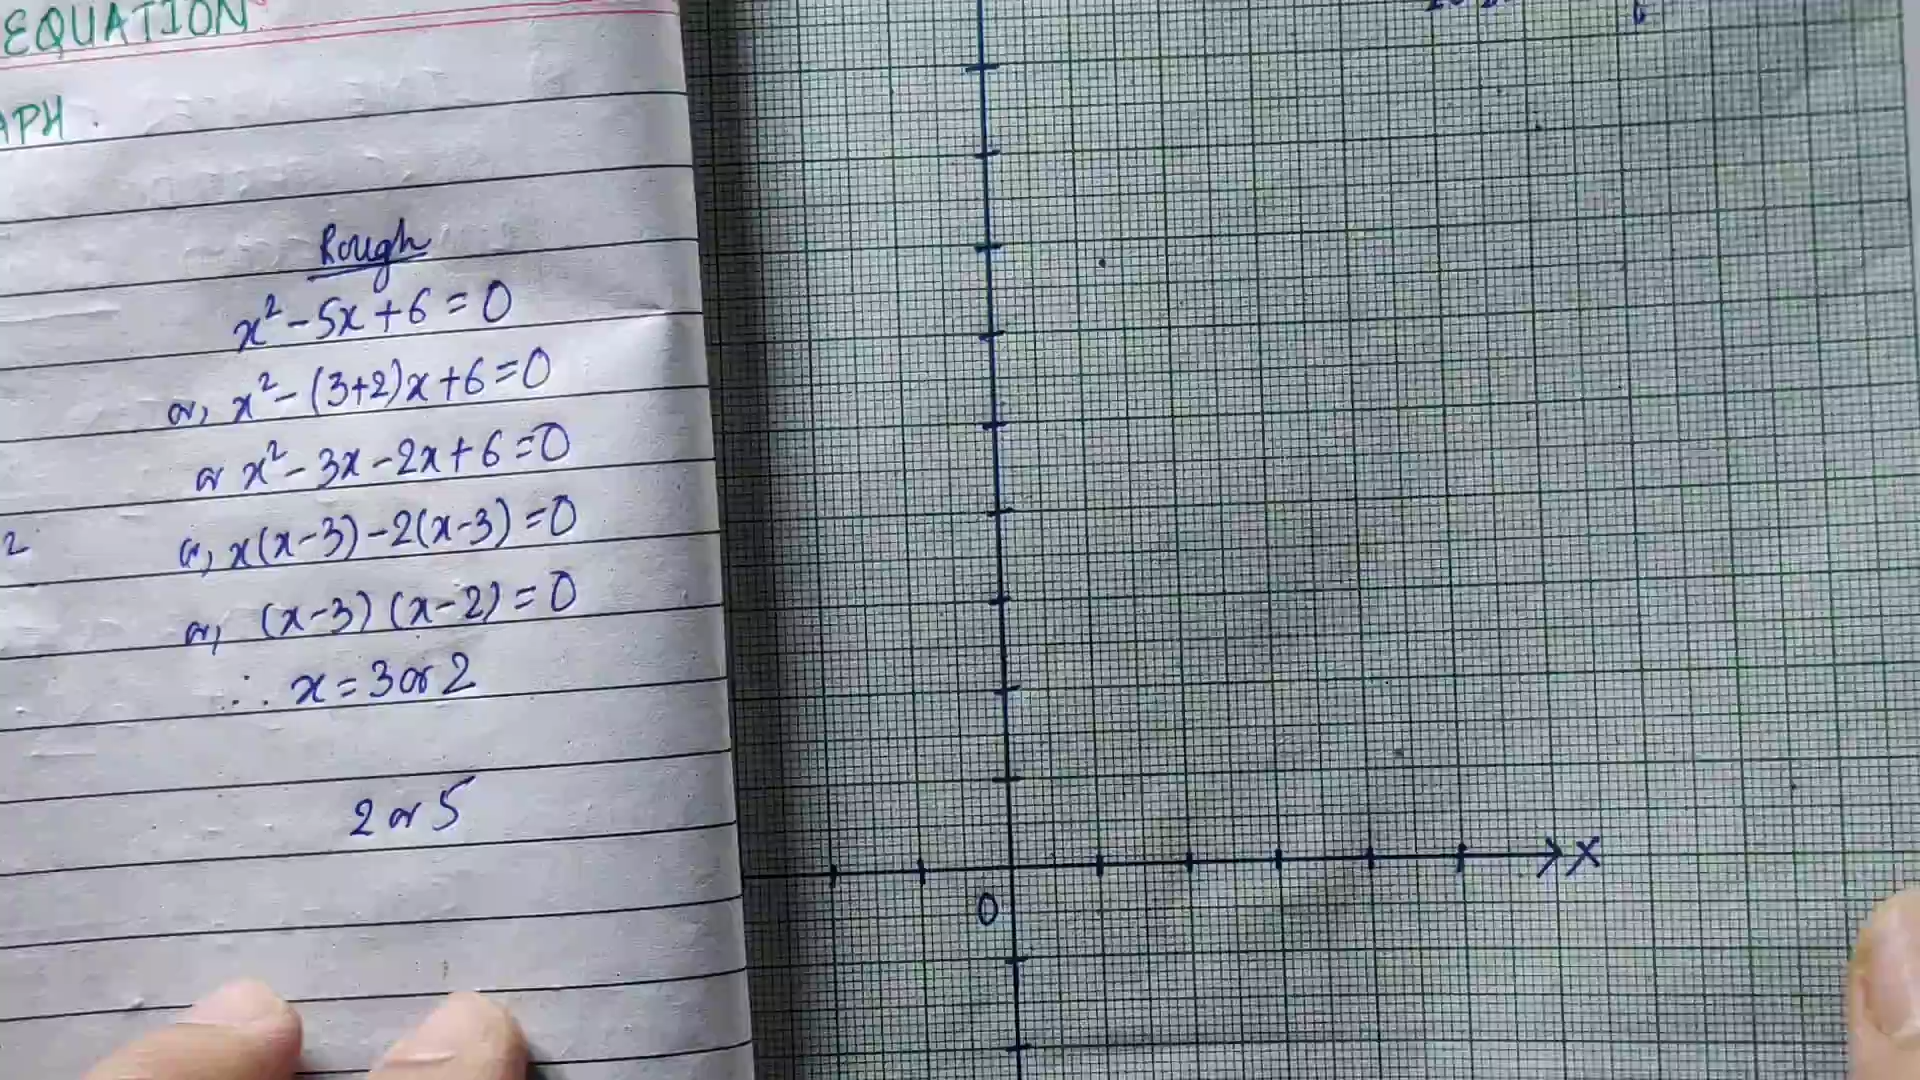 EQUATION
APH
Rough
x² - 5x + 6 = 0
or, x² - (3+2)x + 6 = 0
or x² - 3x - 2x + 6 = 0
2
or, x(x-3) - 2(x-3) = 0
or, (x-3) (x-2) = 0
∴ x = 3 or 2
2 or 5
X
0